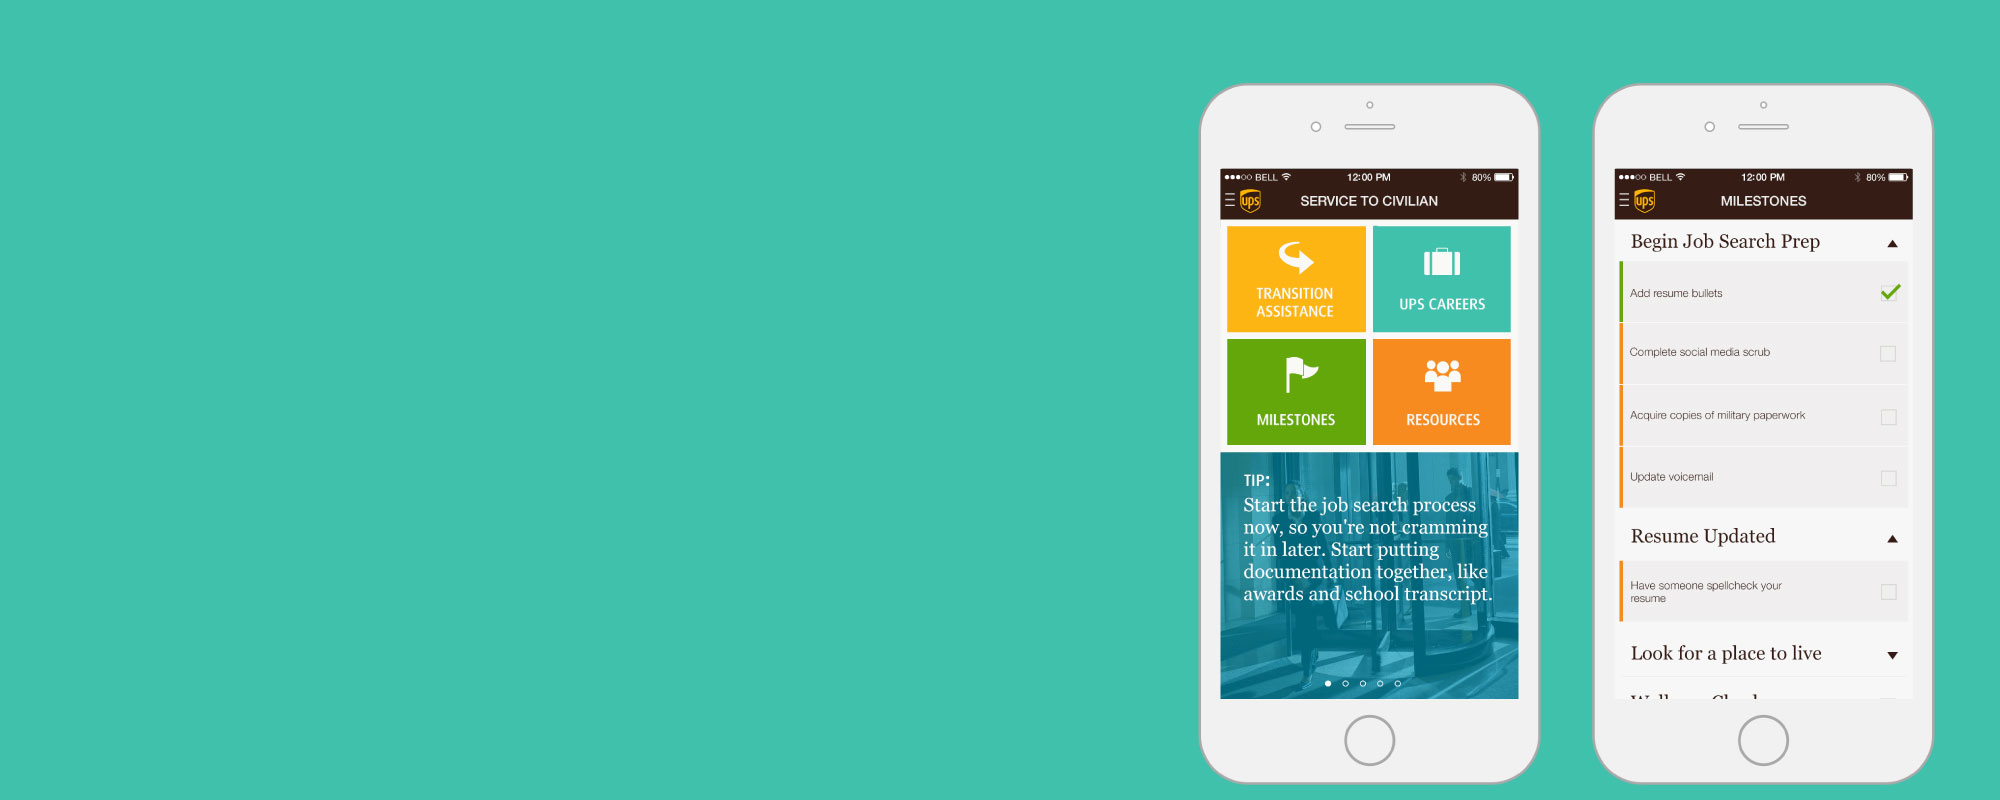 BELL 12:00 PM 80%
ups SERVICE TO CIVILIAN
TRANSITION
ASSISTANCE
UPS CAREERS
MILESTONES
RESOURCES
TIP:
Start the job search process
now, so you're not cramming
it in later. Start putting
documentation together, like
awards and school transcript.
BELL 12:00 PM 80%
ups MILESTONES
Begin Job Search Prep
Add resume bullets
Complete social media scrub
Acquire copies of military paperwork
Update voicemail
Resume Updated
Have someone spellcheck your
resume
Look for a place to live